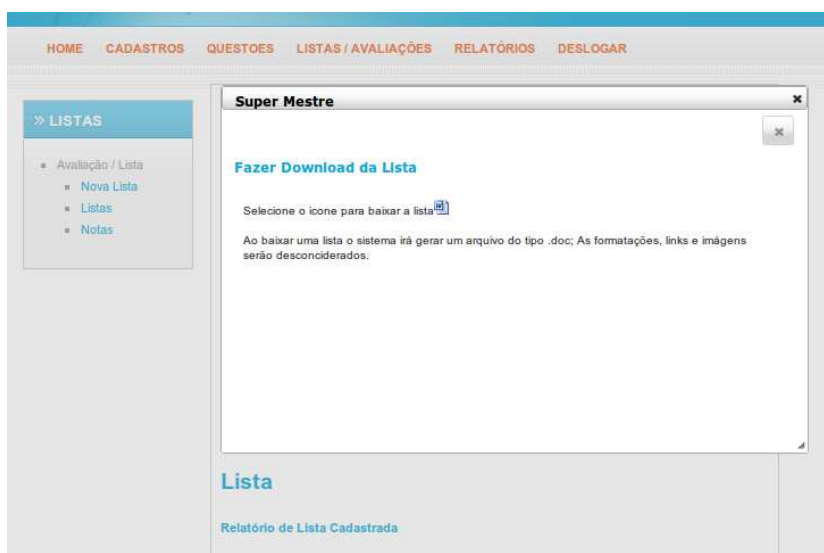 HOME CADASTROS QUESTOES LISTAS / AVALIAÇÕES RELATÓRIOS DESLOGAR
» LISTAS
Avaliação / Lista
Nova Lista
Listas
Notas
Super Mestre
Fazer Download da Lista
Selecione o icone para baixar a lista
Ao baixar uma lista o sistema irá gerar um arquivo do tipo .doc; As formatações, links e imágens
serão desconciderados.
Lista
Relatório de Lista Cadastrada